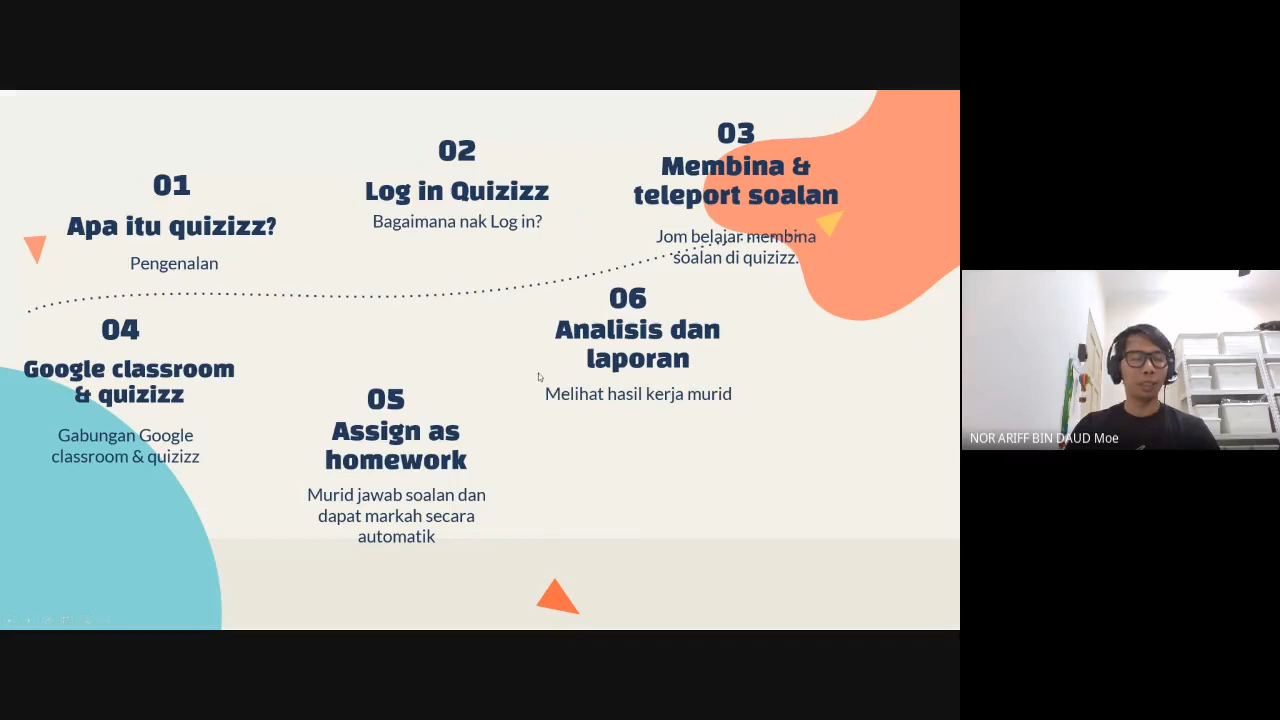 01
Apa itu quizizz?
Pengenalan
02
Log in Quizizz
Bagaimana nak Log in?
03
Membina &
teleport soalan
Jom belajar membina
soalan di quizizz.
04
Google classroom
& quizizz
Gabungan Google
classroom & quizizz
05
Assign as
homework
Murid jawab soalan dan
dapat markah secara
automatik
06
Analisis dan
laporan
Melihat hasil kerja murid
NOR ARIFF BIN DAUD Moe